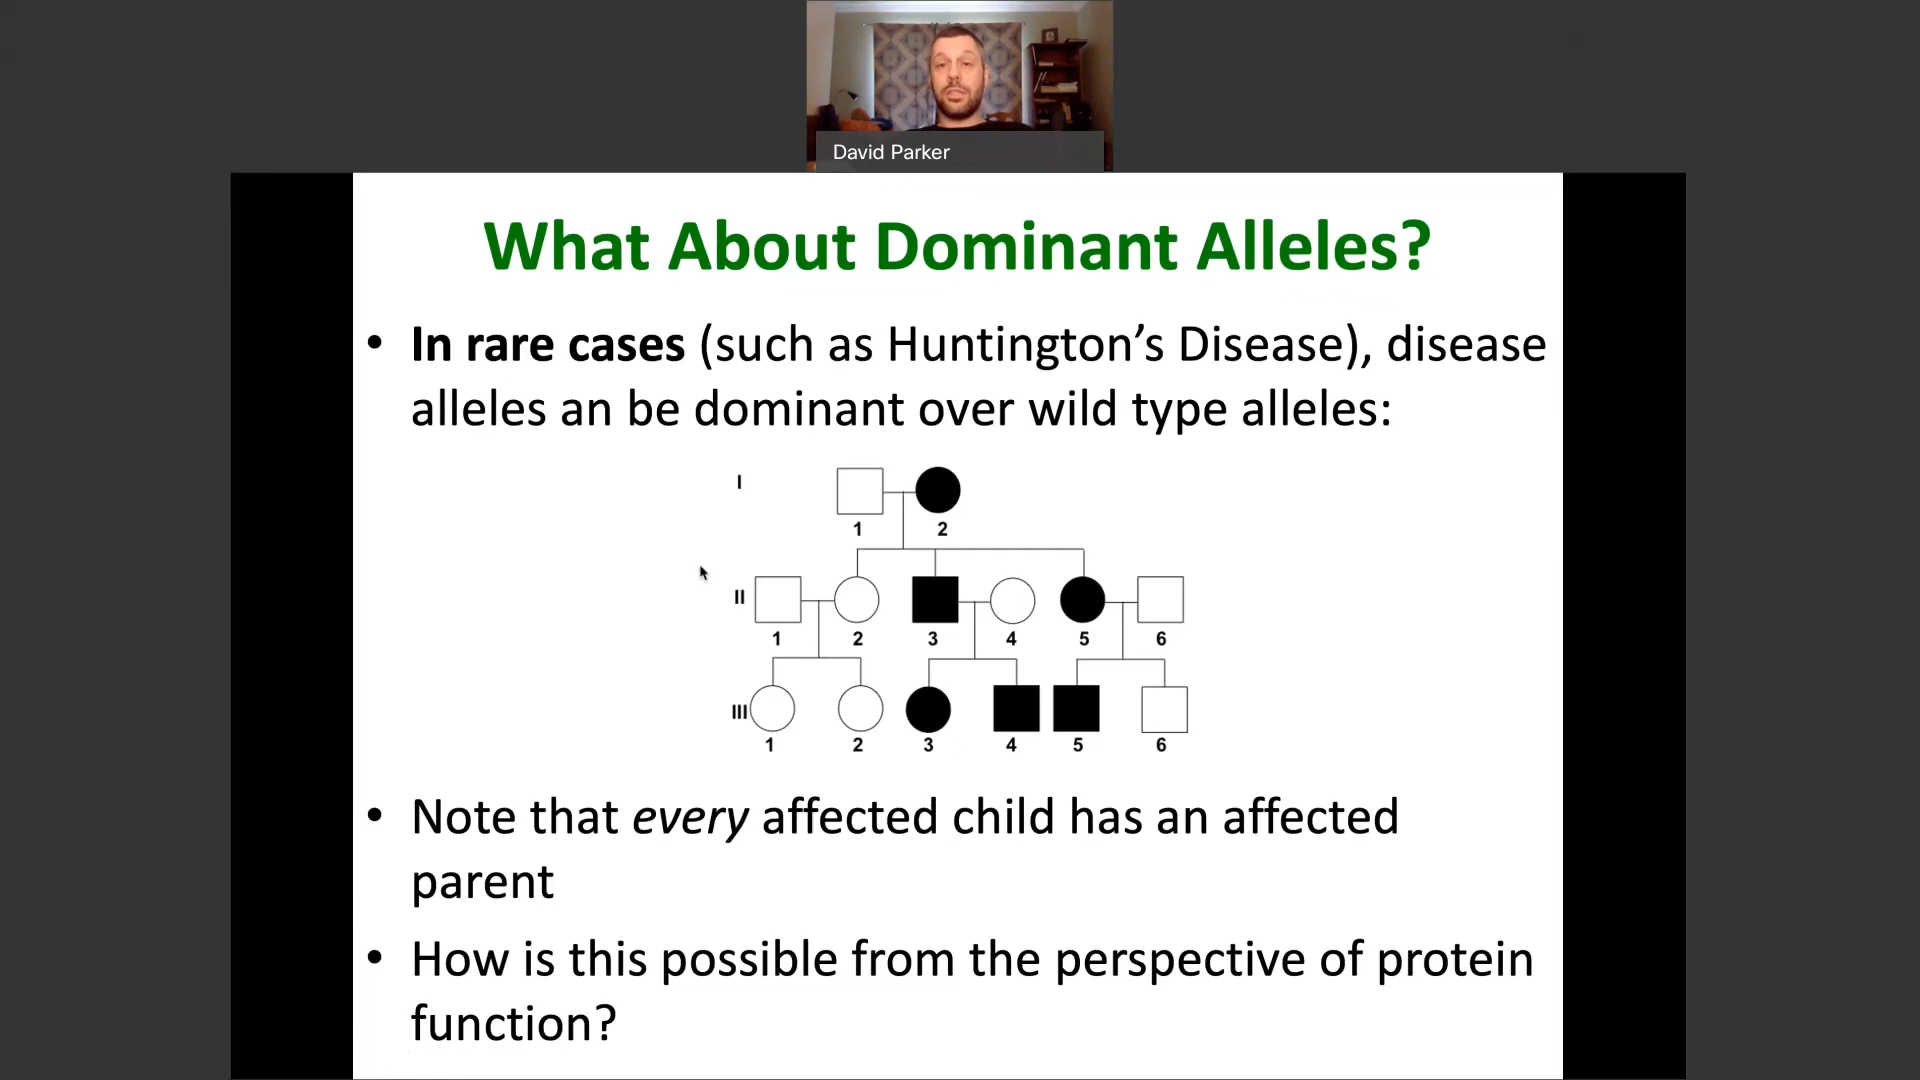 David Parker
What About Dominant Alleles?
• In rare cases (such as Huntington’s Disease), disease
alleles an be dominant over wild type alleles:
I
1 2
II
1 2 3 4 5 6
III
1 2 3 4 5 6
• Note that every affected child has an affected
parent
• How is this possible from the perspective of protein
function?